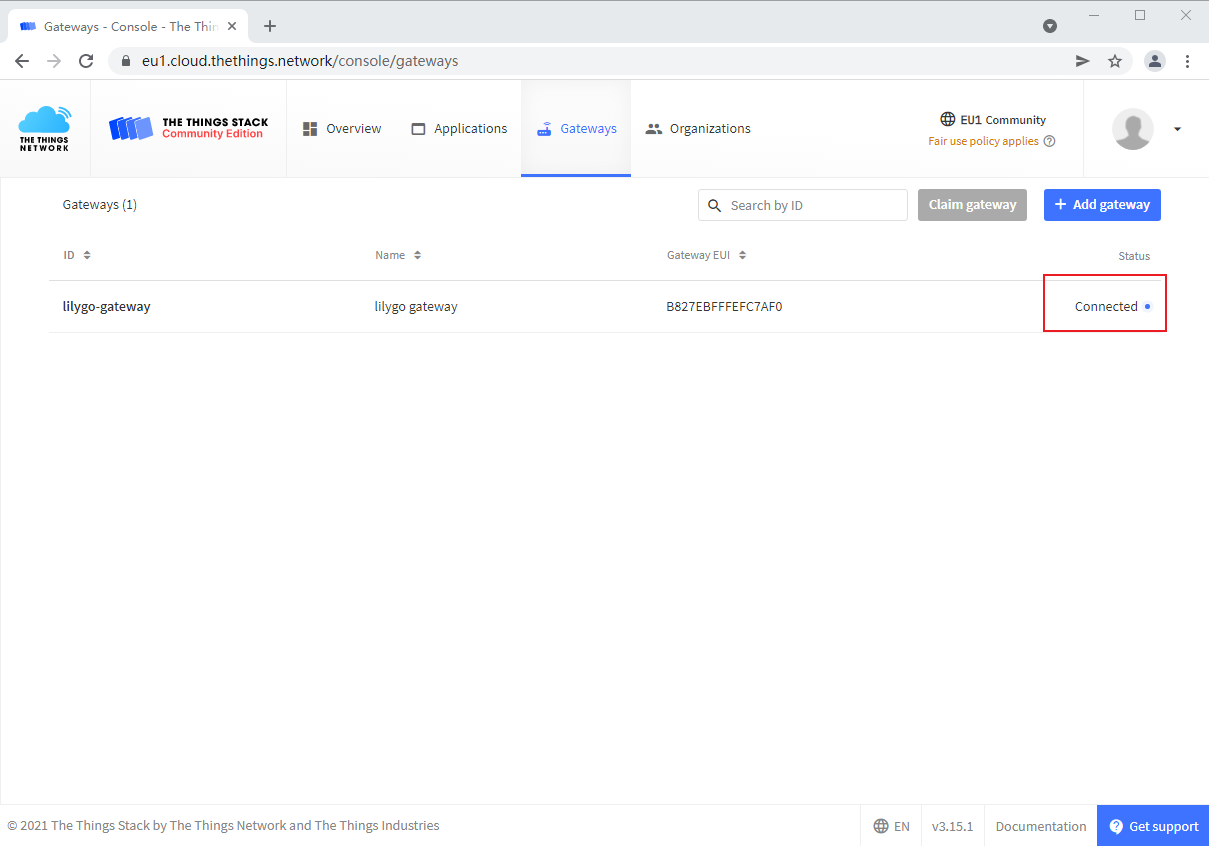 Gateways - Console - The Thin
eu1.cloud.thethings.network/console/gateways
THE THINGS
NETWORK
THE THINGS STACK
Community Edition
Overview
Applications
Gateways
Organizations
EU1 Community
Fair use policy applies
Gateways (1)
Search by ID
Claim gateway
+ Add gateway
ID
Name
Gateway EUI
Status
lilygo-gateway
lilygo gateway
B827EBFFFEFC7AF0
Connected
© 2021 The Things Stack by The Things Network and The Things Industries
EN
v3.15.1
Documentation
Get support